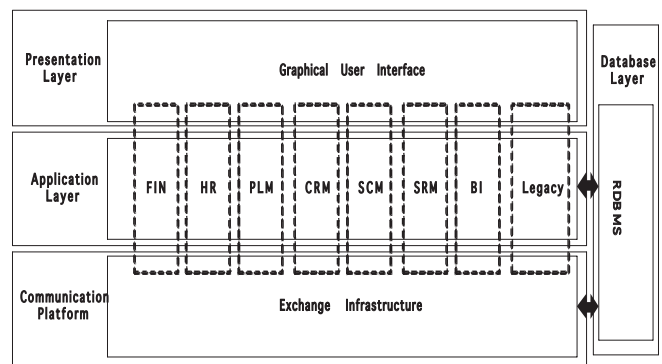 Presentation
Layer
Graphical User Interface
Database
Layer
Application
Layer
FIN
HR
PLM
CRM
SCM
SRM
BI
Legacy
RDBMS
Communication
Platform
Exchange Infrastructure